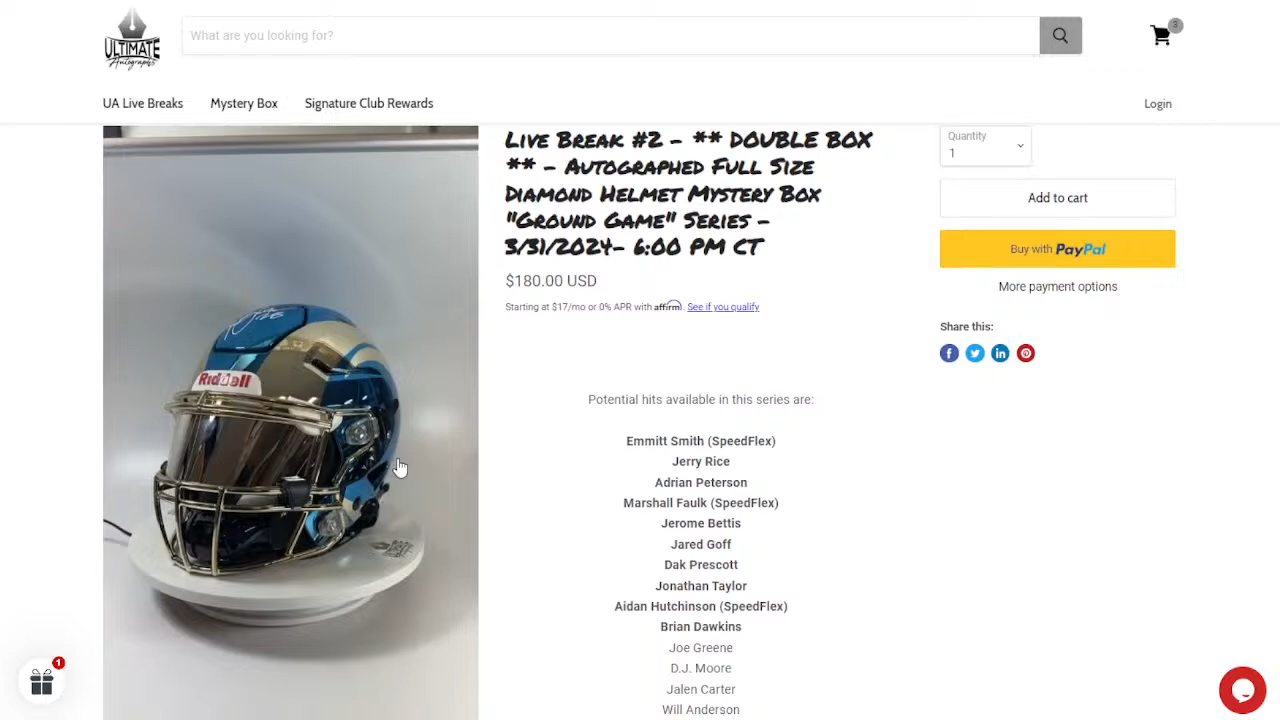 ULTIMATE
Autographs
What are you looking for?
3
UA Live Breaks
Mystery Box
Signature Club Rewards
Login
Live Break #2 - ** DOUBLE BOX
** - Autographed Full Size
Diamond Helmet Mystery Box
"Ground Game" Series -
3/31/2024- 6:00 PM CT
$180.00 USD
Starting at $17/mo or 0% APR with affirm. See if you qualify
Potential hits available in this series are:
Emmitt Smith (SpeedFlex)
Jerry Rice
Adrian Peterson
Marshall Faulk (SpeedFlex)
Jerome Bettis
Jared Goff
Dak Prescott
Jonathan Taylor
Aidan Hutchinson (SpeedFlex)
Brian Dawkins
Joe Greene
D.J. Moore
Jalen Carter
Will Anderson
Quantity
1
Add to cart
Buy with PayPal
More payment options
Share this:
Riddell
1